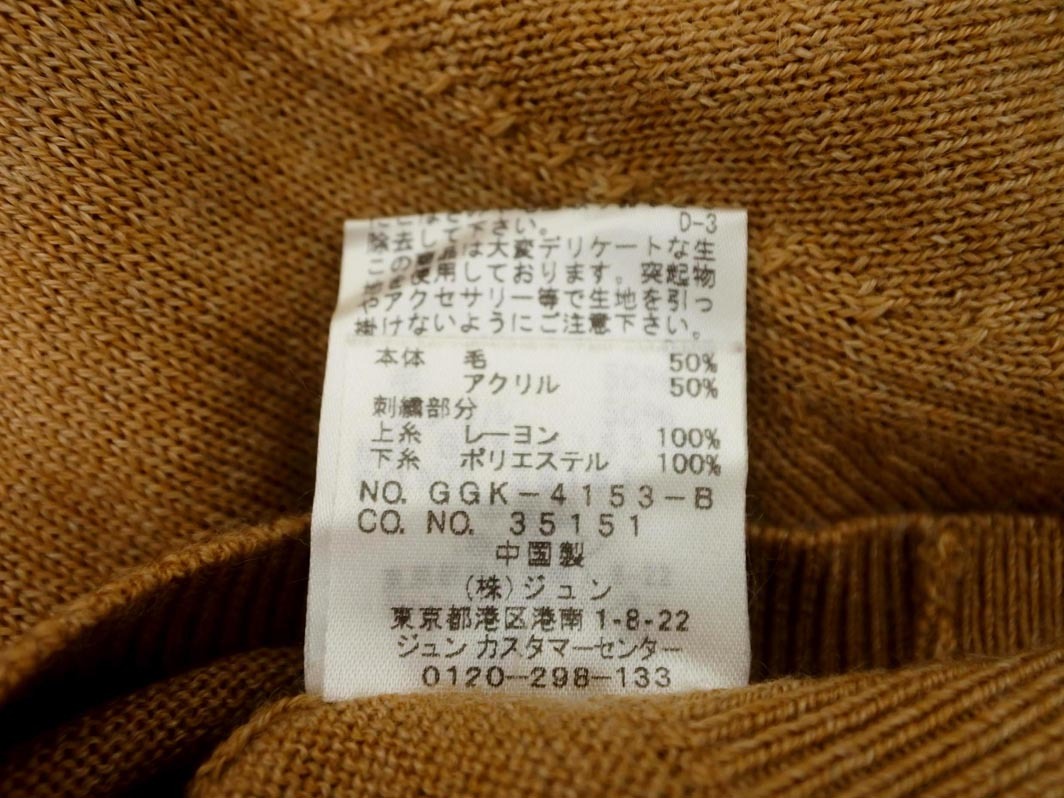 除去して下さい。 D-3
この商品は大変デリケートな生
地を使用しております。突起物
やアクセサリー等で生地を引っ
掛けないようにご注意下さい。
本体 毛 50%
アクリル 50%
刺繍部分
上糸 レーヨン 100%
下糸 ポリエステル 100%
NO. GGK-4153-B
CO. NO. 35151
中国製
(株)ジュン
東京都港区港南 1-8-22
ジュン カスタマーセンター
0120-298-133